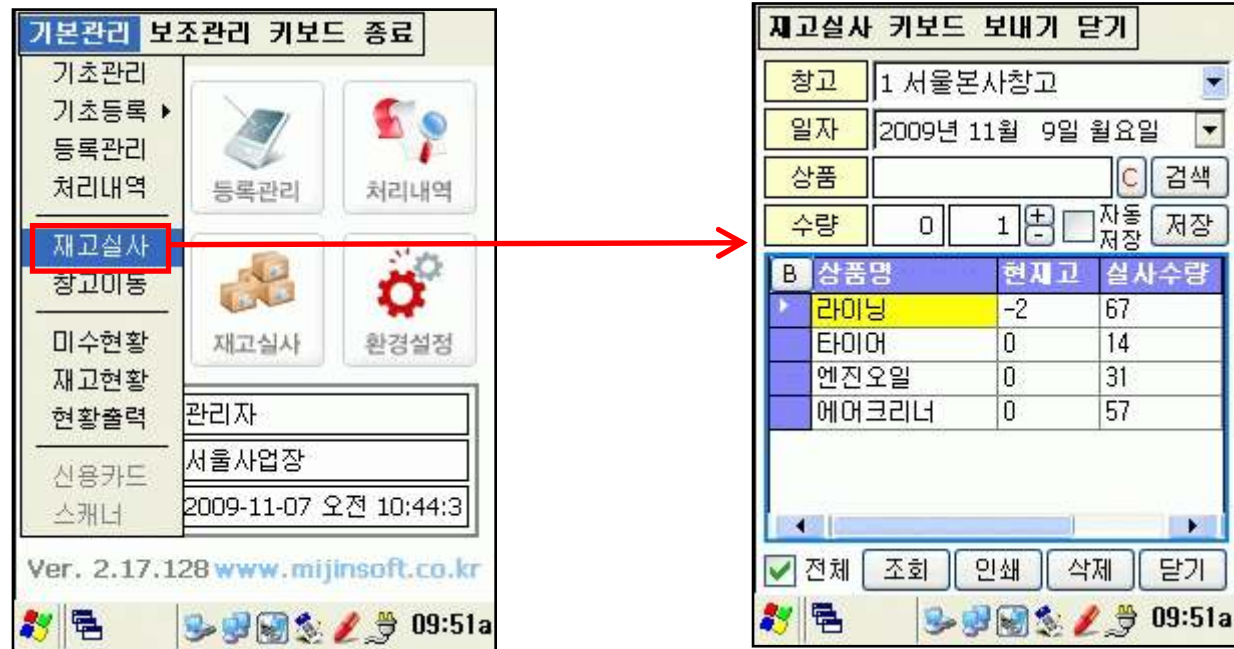 기본관리 보조관리 키보드 종료
기초관리
기초등록
등록관리
처리내역
재고실사
창고이동
미수현황
재고현황
현황출력
신용카드
스캐너
등록관리 처리내역
재고실사 환경설정
관리자
서울사업장
2009-11-07 오전 10:44:3
Ver. 2.17.128 www.mijinsoft.co.kr
09:51a
재고실사 키보드 보내기 닫기
창고 1 서울본사창고
일자 2009년 11월 9일 월요일
상품 C 검색
수량 0 1 + - 자동저장 저장
B 상품명 현재고 실사수량
라이닝 -2 67
타이어 0 14
엔진오일 0 31
에어크리너 0 57
전체 조회 인쇄 삭제 닫기
09:51a